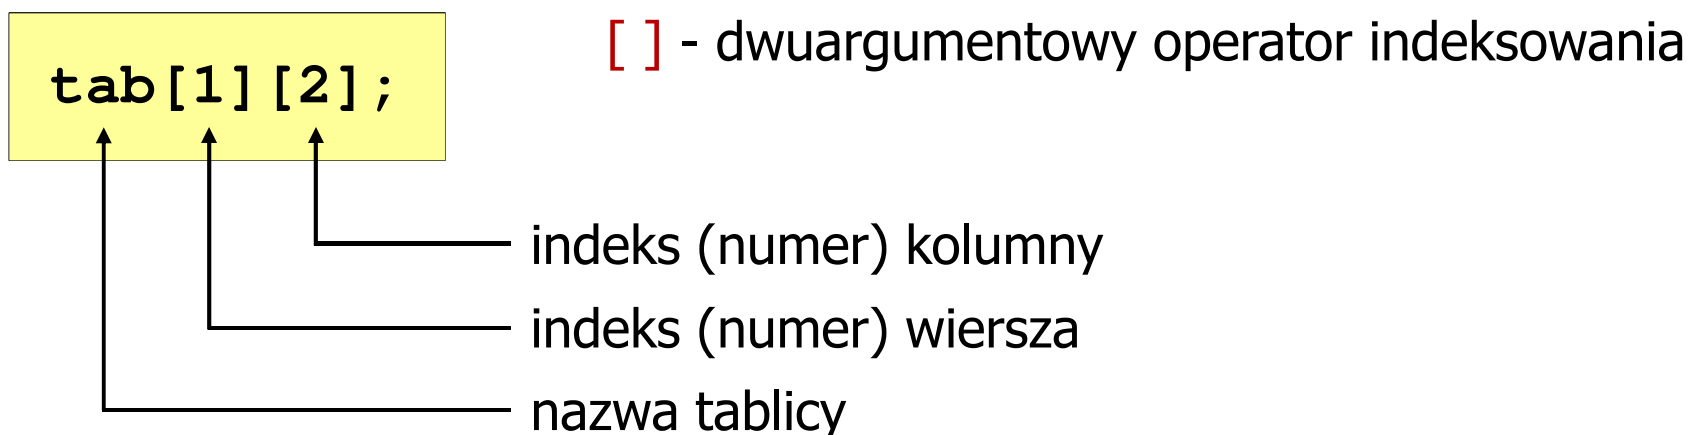 [ ] - dwuargumentowy operator indeksowania
tab[1][2];
indeks (numer) kolumny
indeks (numer) wiersza
nazwa tablicy